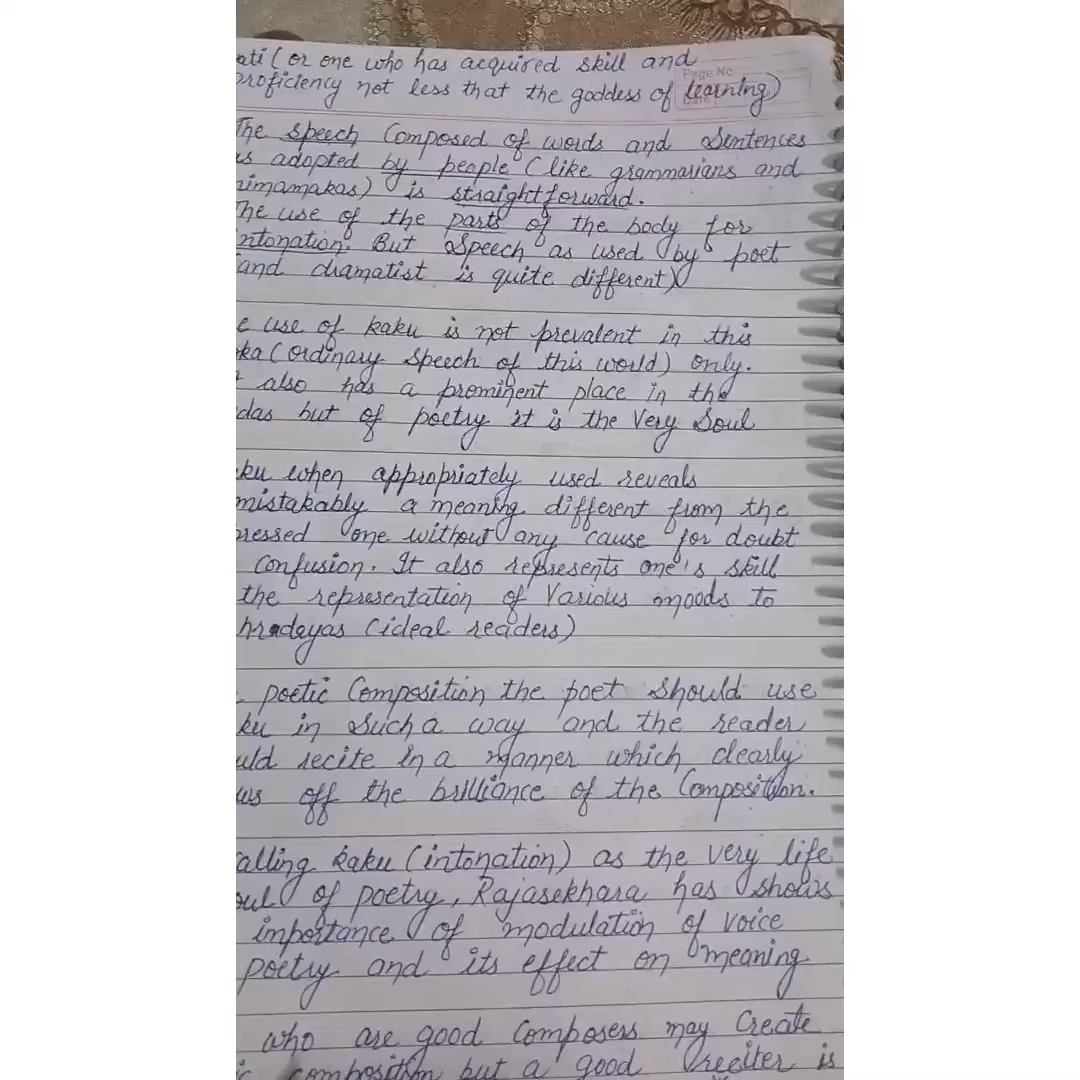 ati (or one who has acquired skill and
Page No
proficiency not less that the goddess of learning)
Date
The speech Composed of words and Sentences
is adopted by people (like grammarians and
mimamakas) is straightforward.
The use of the parts of the body for
intonation. But Speech as used by poet
and dramatist is quite different)
e use of kaku is not prevalent in this
ka (ordinary speech of this world) only.
t also has a prominent place in the
das but of poetry it is the Very Soul
ku when appropriately used reveals
mistakably a meaning different from the
pressed one without any cause for doubt
confusion. It also represents one's skill
the representation of Various moods to
hradeyas (ideal readers)
poetic Composition the poet should use
ku in Such a way and the reader
uld recite in a manner which clearly
ws off the brilliance of the Composition.
alling kaku (intonation) as the very life
oul of poetry, Rajasekhara has shows
importance of modulation of voice
poetry and its effect on meaning
who are good Composers may Create
ic composition but a good reciter is